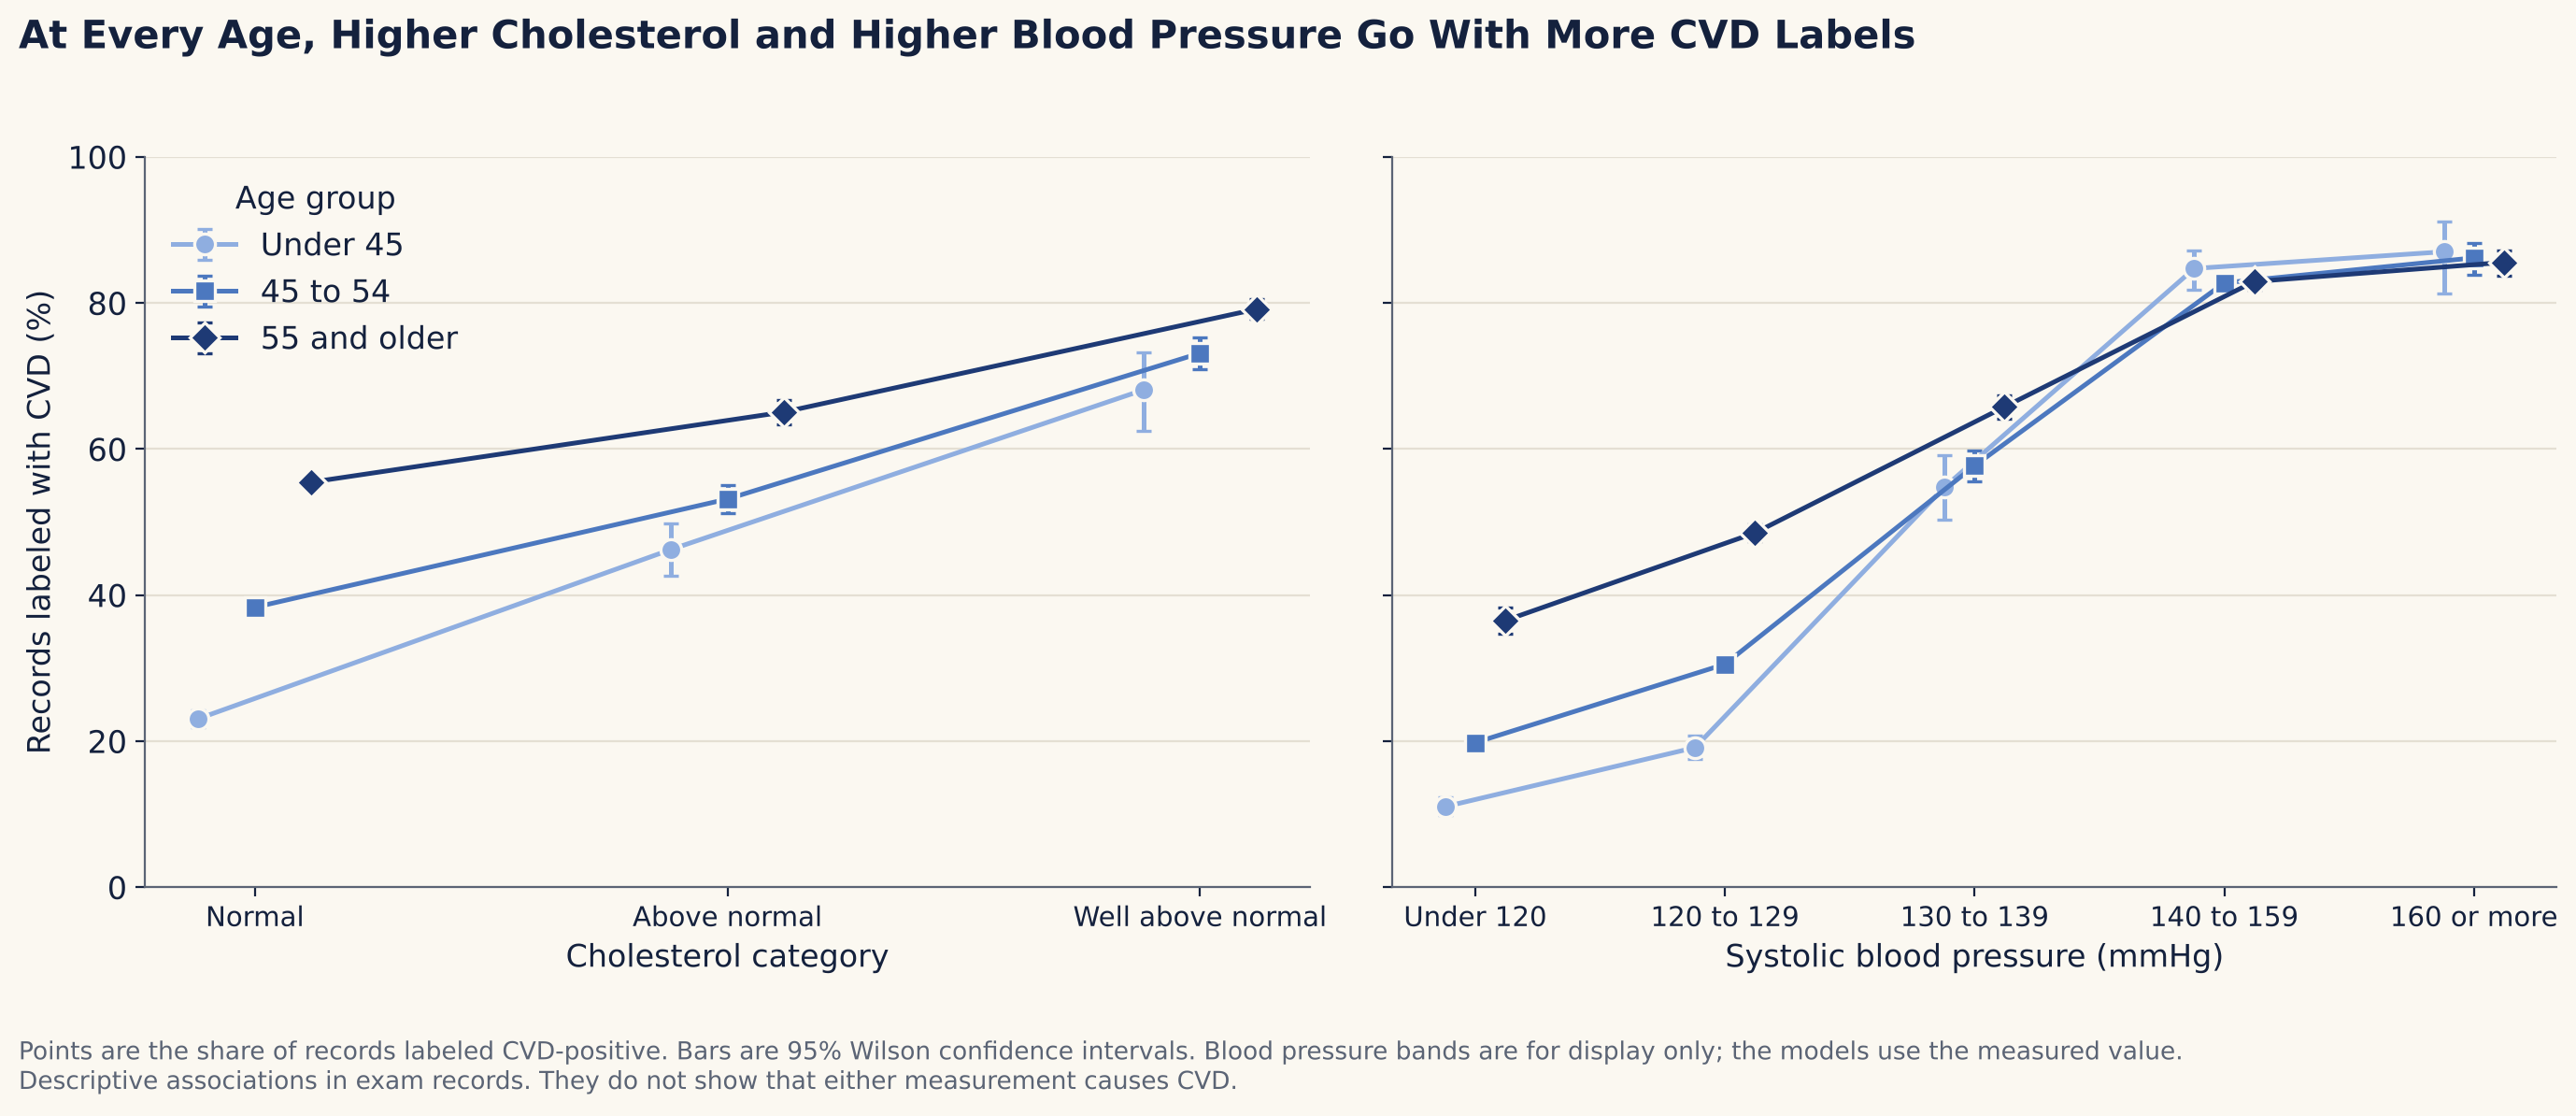 At Every Age, Higher Cholesterol and Higher Blood Pressure Go With More CVD Labels
Records labeled with CVD (%)
100
80
60
40
20
0
Age group
Under 45
45 to 54
55 and older
Normal
Above normal
Well above normal
Cholesterol category
Under 120
120 to 129
130 to 139
140 to 159
160 or more
Systolic blood pressure (mmHg)
Points are the share of records labeled CVD-positive. Bars are 95% Wilson confidence intervals. Blood pressure bands are for display only; the models use the measured value.
Descriptive associations in exam records. They do not show that either measurement causes CVD.